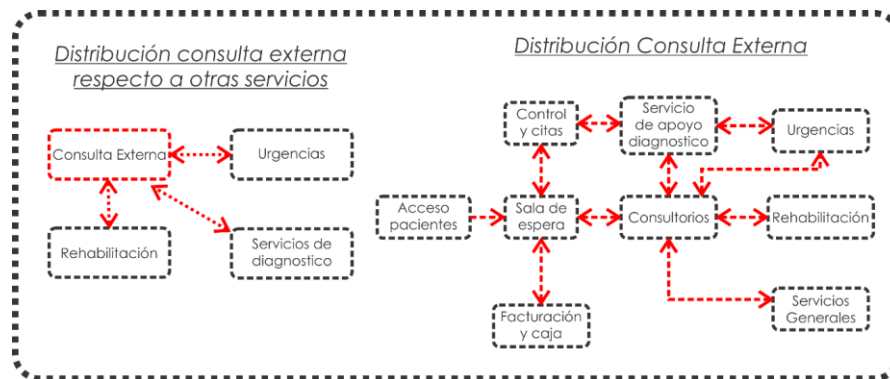 Distribución consulta externa
respecto a otras servicios
Consulta Externa
Urgencias
Rehabilitación
Servicios de
diagnostico
Distribución Consulta Externa
Control
y citas
Servicio
de apoyo
diagnostico
Urgencias
Acceso
pacientes
Sala de
espera
Consultorios
Rehabilitación
Facturación
y caja
Servicios
Generales